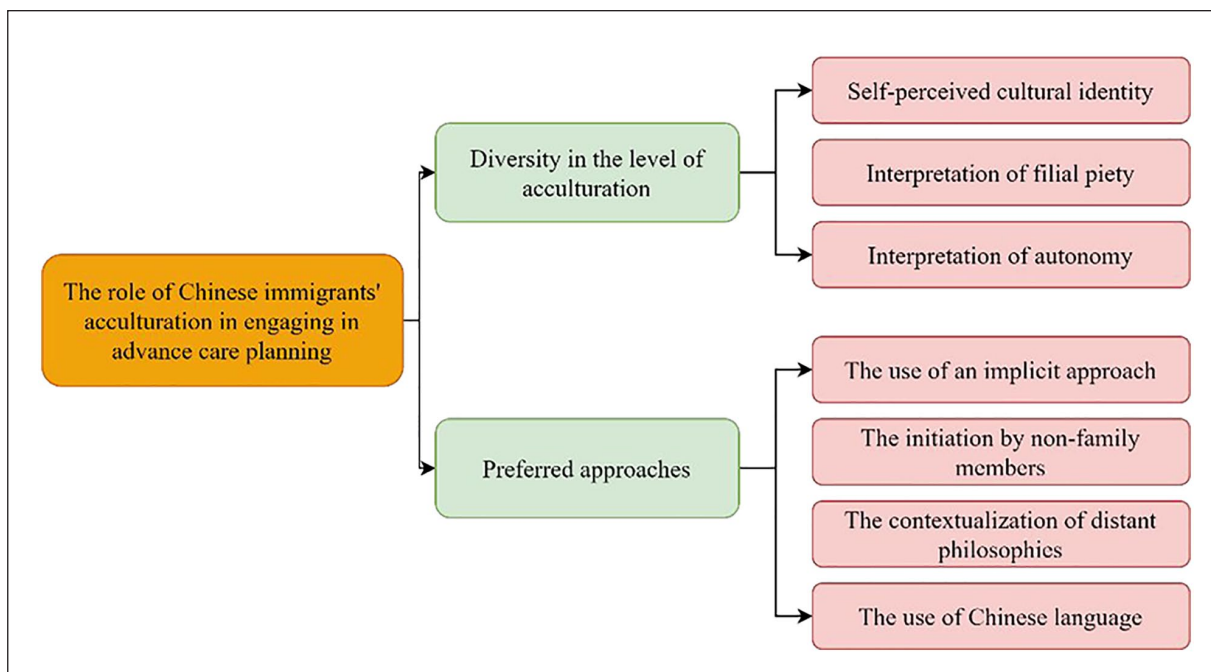 The role of Chinese immigrants'
acculturation in engaging in
advance care planning
Diversity in the level of
acculturation
Self-perceived cultural identity
Interpretation of filial piety
Interpretation of autonomy
Preferred approaches
The use of an implicit approach
The initiation by non-family
members
The contextualization of distant
philosophies
The use of Chinese language